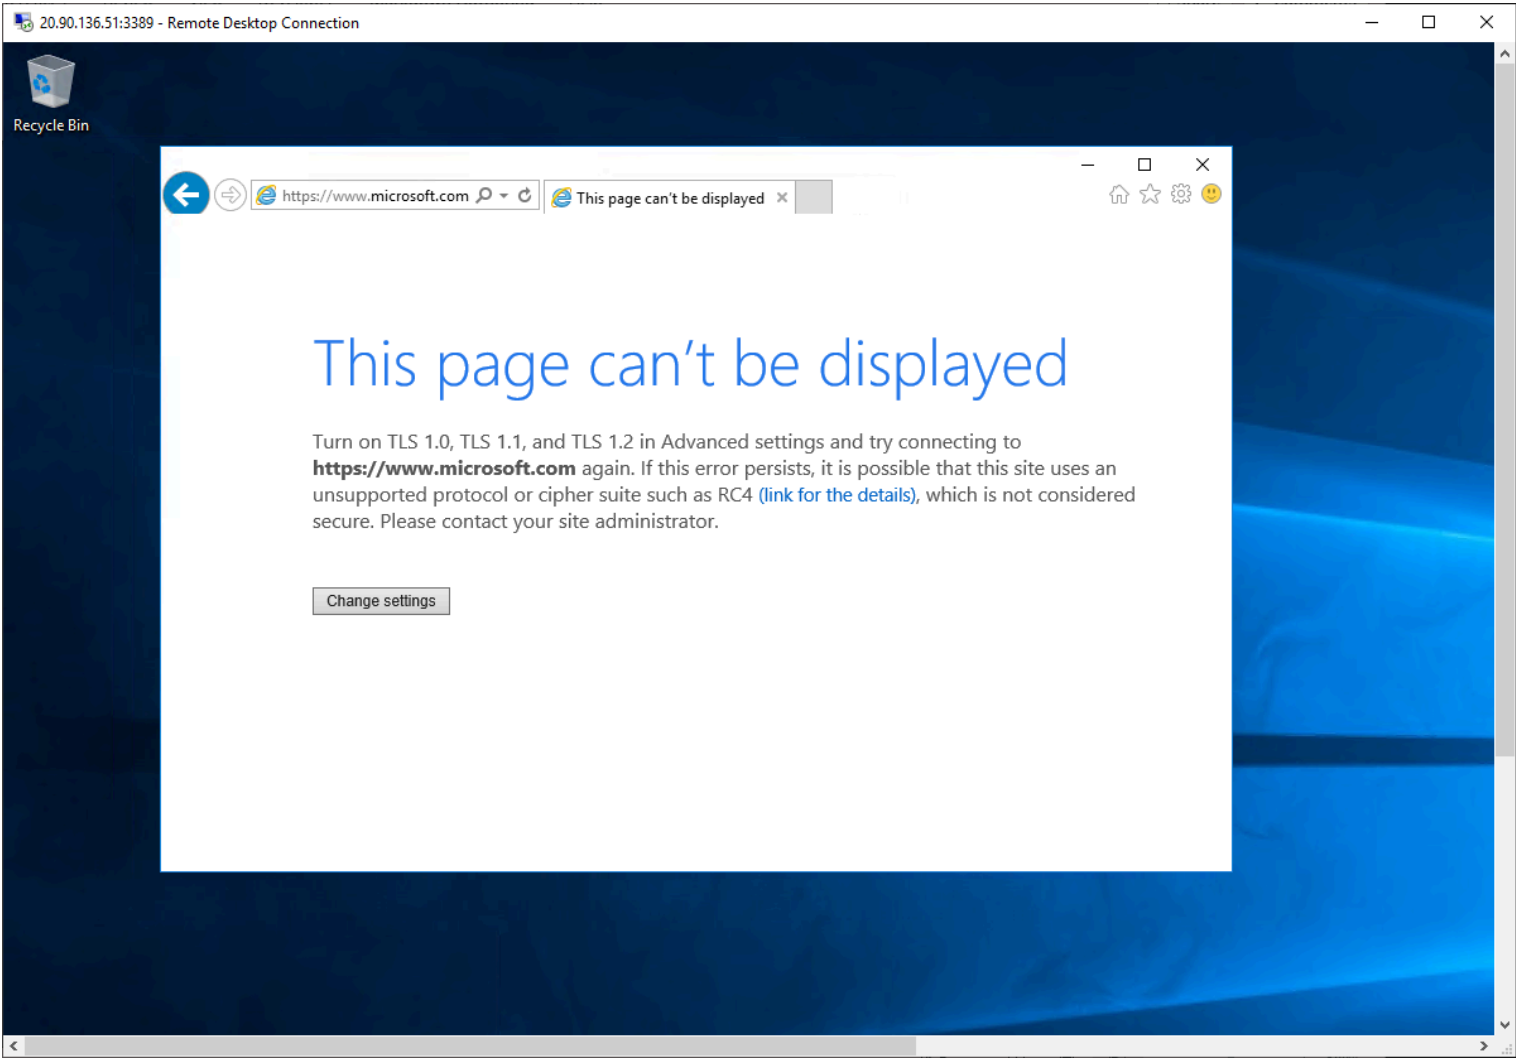 20.90.136.51:3389 - Remote Desktop Connection
Recycle Bin
https://www.microsoft.com
This page can't be displayed
This page can't be displayed
Turn on TLS 1.0, TLS 1.1, and TLS 1.2 in Advanced settings and try connecting to
https://www.microsoft.com again. If this error persists, it is possible that this site uses an
unsupported protocol or cipher suite such as RC4 (link for the details), which is not considered
secure. Please contact your site administrator.
Change settings